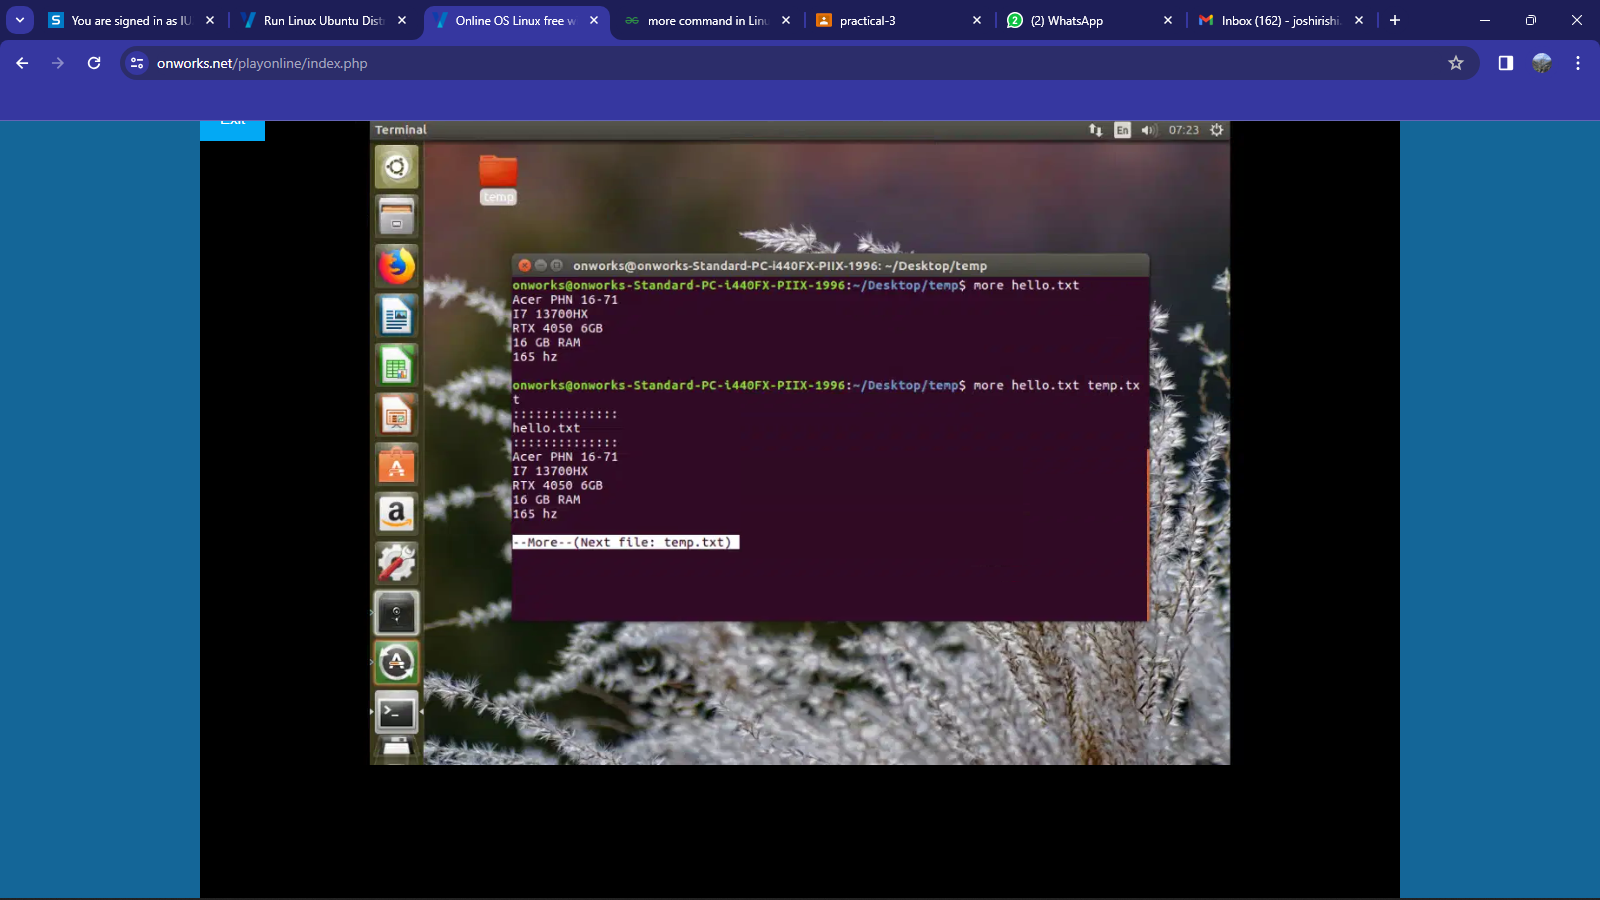 You are signed in as IU
Run Linux Ubuntu Dist
Online OS Linux free w
more command in Linu
practical-3
(2) WhatsApp
Inbox (162) - joshirishi
onworks.net/playonline/index.php
Exit
Terminal
En
07:23
temp
onworks@onworks-Standard-PC-i440FX-PIIX-1996: ~/Desktop/temp
onworks@onworks-Standard-PC-i440FX-PIIX-1996:~/Desktop/temp$ more hello.txt
Acer PHN 16-71
I7 13700HX
RTX 4050 6GB
16 GB RAM
165 hz
onworks@onworks-Standard-PC-i440FX-PIIX-1996:~/Desktop/temp$ more hello.txt temp.tx
t
::::::::::::::
hello.txt
::::::::::::::
Acer PHN 16-71
I7 13700HX
RTX 4050 6GB
16 GB RAM
165 hz
--More--(Next file: temp.txt)